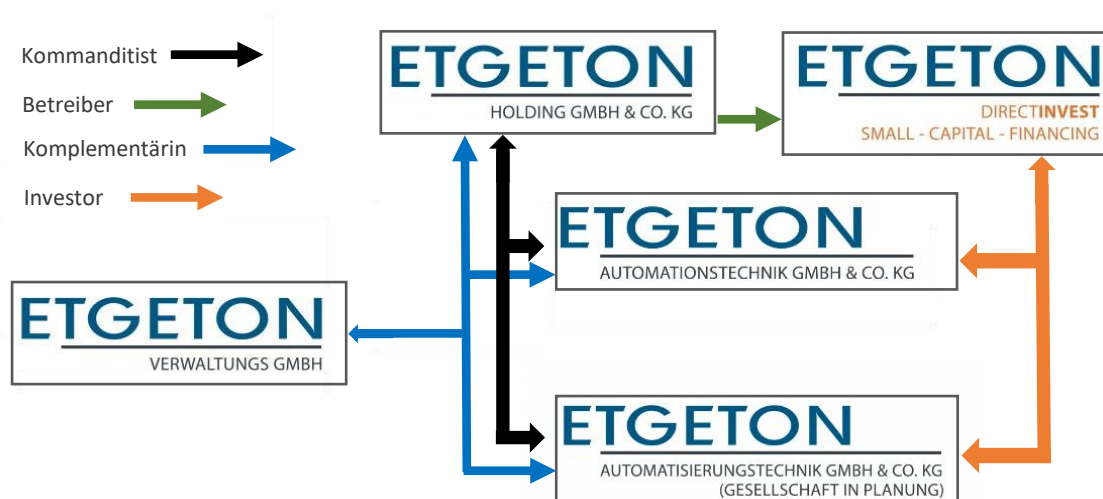 Kommanditist
Betreiber
Komplementärin
Investor
ETGETON
HOLDING GMBH & CO. KG
ETGETON
DIRECTINVEST
SMALL - CAPITAL - FINANCING
ETGETON
AUTOMATIONSTECHNIK GMBH & CO. KG
ETGETON
VERWALTUNGS GMBH
ETGETON
AUTOMATISIERUNGSTECHNIK GMBH & CO. KG
(GESELLSCHAFT IN PLANUNG)